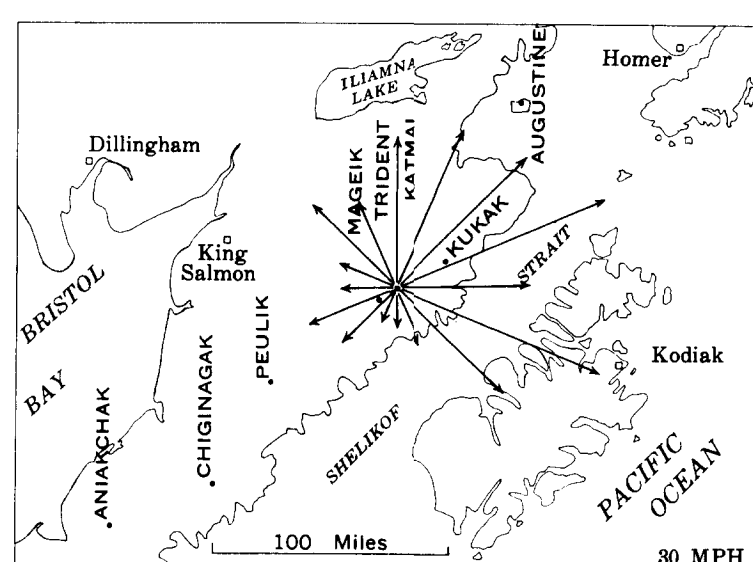 Homer
ILIAMNA
LAKE
AUGUSTINE
Dillingham
MAGEIK
TRIDENT
KATMAI
KUKAK
King
Salmon
STRAIT
BRISTOL
BAY
PEULIK
Kodiak
CHIGINAGAK
ANIAKCHAK
SHELIKOF
PACIFIC
OCEAN
100 Miles
30 MPH